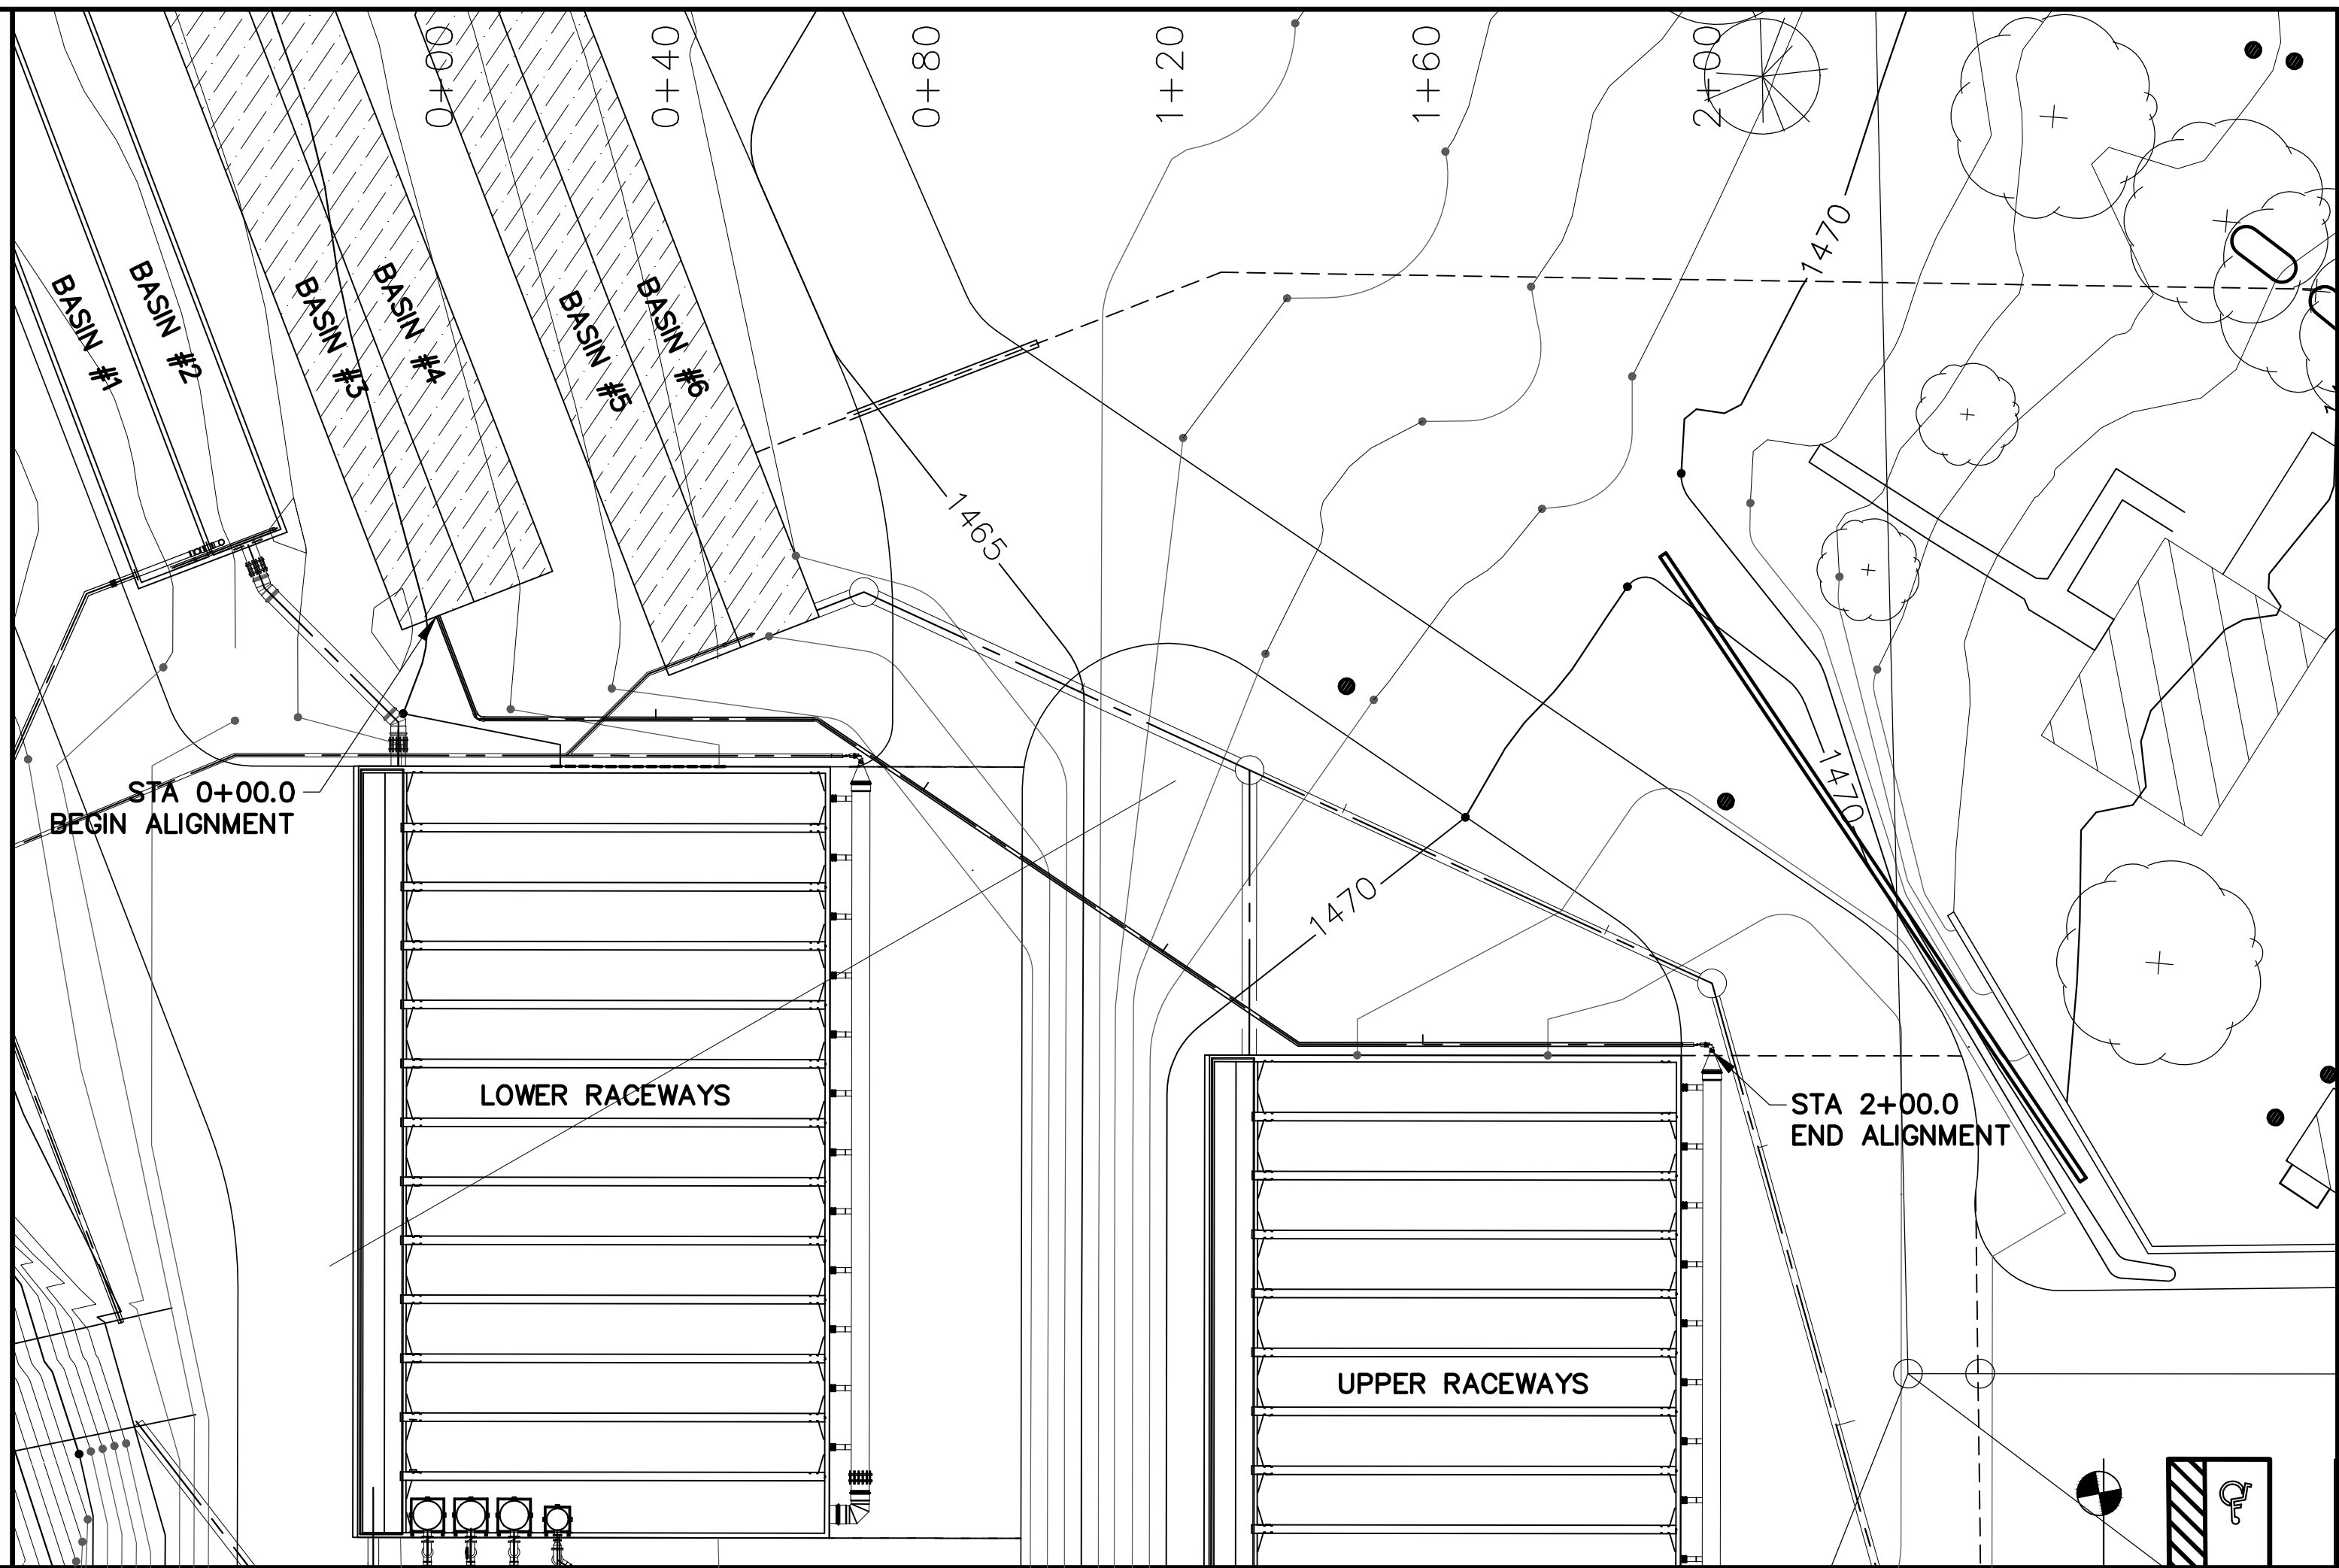 0+00
0+40
0+80
1+20
1+60
2+00
1470
BASIN #1
BASIN #2
BASIN #3
BASIN #4
BASIN #5
BASIN #6
1465
STA 0+00.0
BEGIN ALIGNMENT
1470
1470
LOWER RACEWAYS
STA 2+00.0
END ALIGNMENT
UPPER RACEWAYS